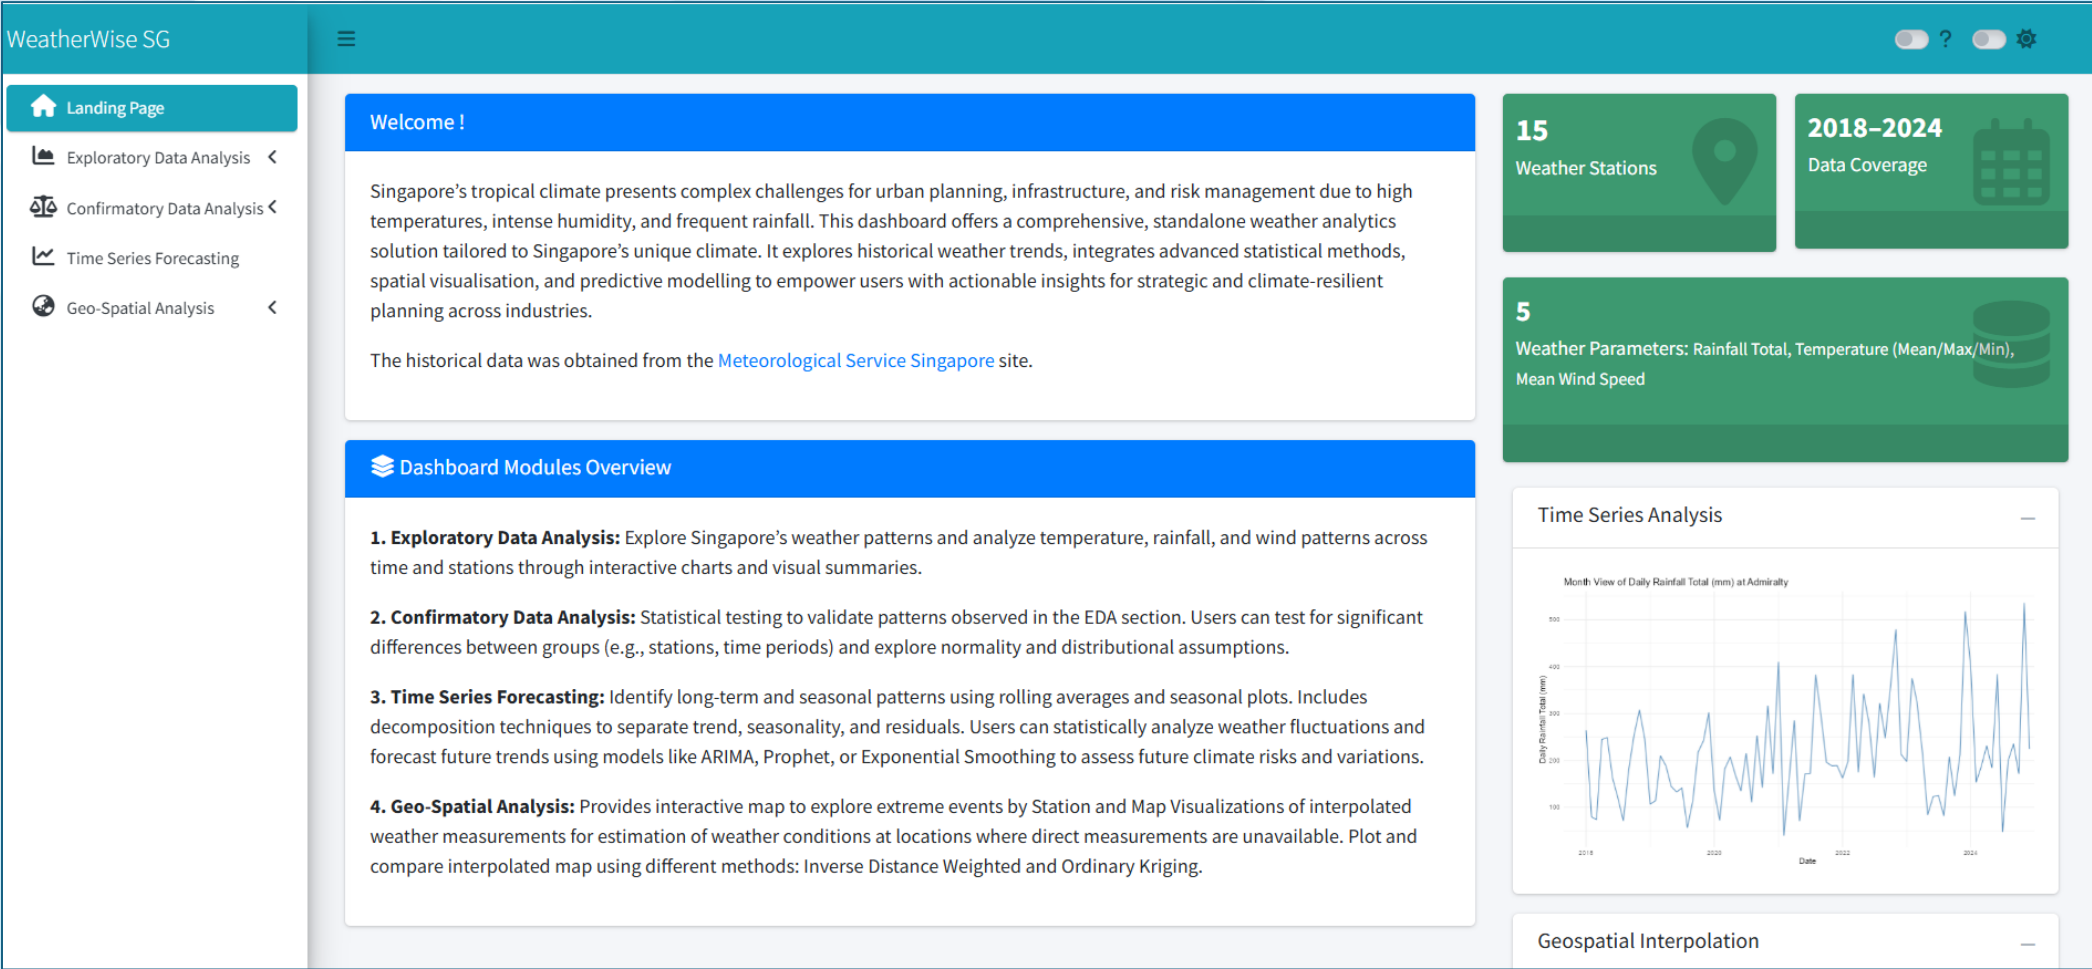 WeatherWise SG
?
Landing Page
Exploratory Data Analysis
Confirmatory Data Analysis
Time Series Forecasting
Geo-Spatial Analysis
Welcome !
Singapore’s tropical climate presents complex challenges for urban planning, infrastructure, and risk management due to high
temperatures, intense humidity, and frequent rainfall. This dashboard offers a comprehensive, standalone weather analytics
solution tailored to Singapore’s unique climate. It explores historical weather trends, integrates advanced statistical methods,
spatial visualisation, and predictive modelling to empower users with actionable insights for strategic and climate-resilient
planning across industries.
The historical data was obtained from the Meteorological Service Singapore site.
Dashboard Modules Overview
1. Exploratory Data Analysis: Explore Singapore’s weather patterns and analyze temperature, rainfall, and wind patterns across
time and stations through interactive charts and visual summaries.
2. Confirmatory Data Analysis: Statistical testing to validate patterns observed in the EDA section. Users can test for significant
differences between groups (e.g., stations, time periods) and explore normality and distributional assumptions.
3. Time Series Forecasting: Identify long-term and seasonal patterns using rolling averages and seasonal plots. Includes
decomposition techniques to separate trend, seasonality, and residuals. Users can statistically analyze weather fluctuations and
forecast future trends using models like ARIMA, Prophet, or Exponential Smoothing to assess future climate risks and variations.
4. Geo-Spatial Analysis: Provides interactive map to explore extreme events by Station and Map Visualizations of interpolated
weather measurements for estimation of weather conditions at locations where direct measurements are unavailable. Plot and
compare interpolated map using different methods: Inverse Distance Weighted and Ordinary Kriging.
15
Weather Stations
2018–2024
Data Coverage
5
Weather Parameters: Rainfall Total, Temperature (Mean/Max/Min),
Mean Wind Speed
Time Series Analysis
Month View of Daily Rainfall Total (mm) at Admiralty
Daily Rainfall Total (mm)
500
400
300
200
100
2018
2020
2022
2024
Date
Geospatial Interpolation